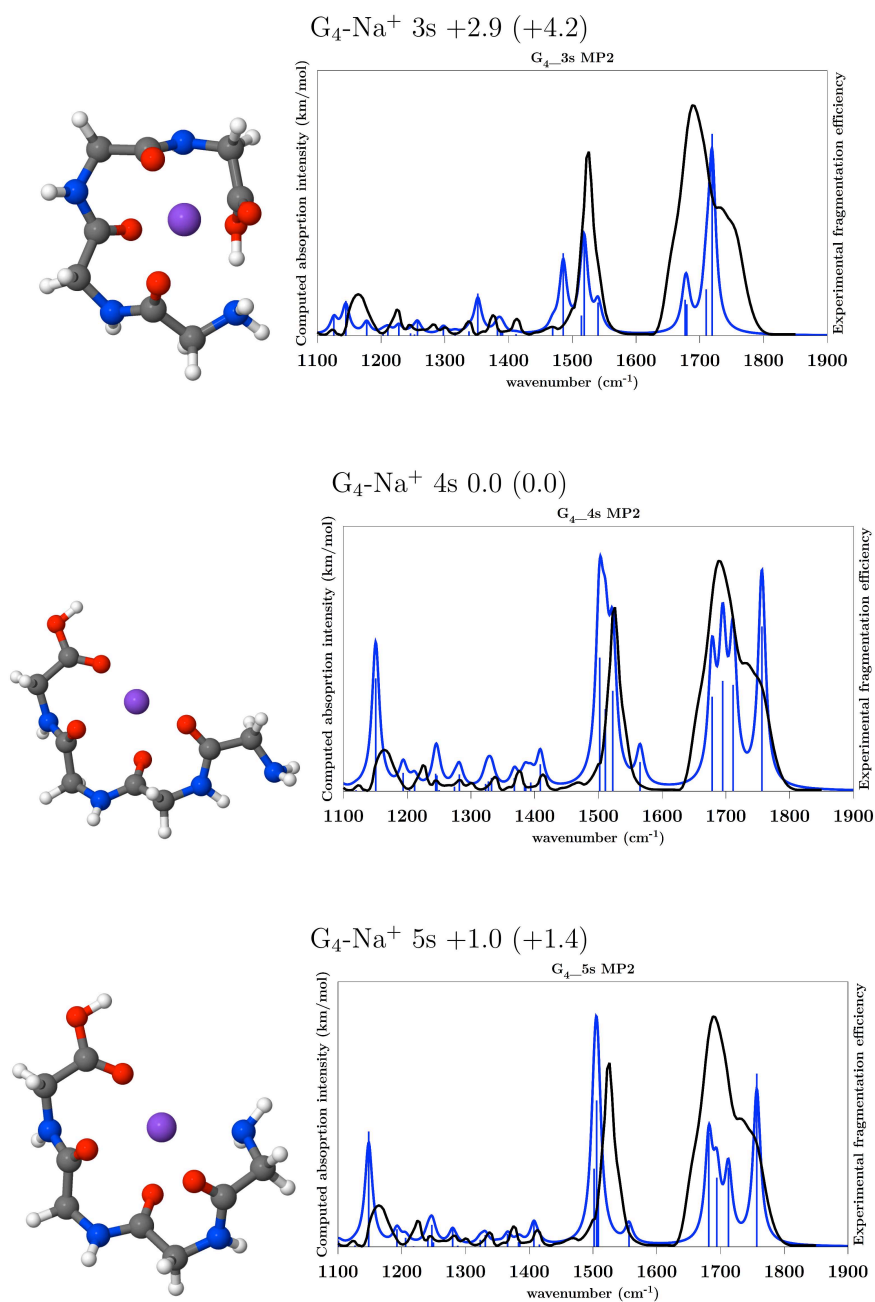 G₄-Na⁺ 3s +2.9 (+4.2)
G₄_3s MP2
Computed absoprtion intensity (km/mol)
Experimental fragmentation efficiency
1100 1200 1300 1400 1500 1600 1700 1800 1900
wavenumber (cm⁻¹)
G₄-Na⁺ 4s 0.0 (0.0)
G₄_4s MP2
Computed absoprtion intensity (km/mol)
Experimental fragmentation efficiency
1100 1200 1300 1400 1500 1600 1700 1800 1900
wavenumber (cm⁻¹)
G₄-Na⁺ 5s +1.0 (+1.4)
G₄_5s MP2
Computed absoprtion intensity (km/mol)
Experimental fragmentation efficiency
1100 1200 1300 1400 1500 1600 1700 1800 1900
wavenumber (cm⁻¹)